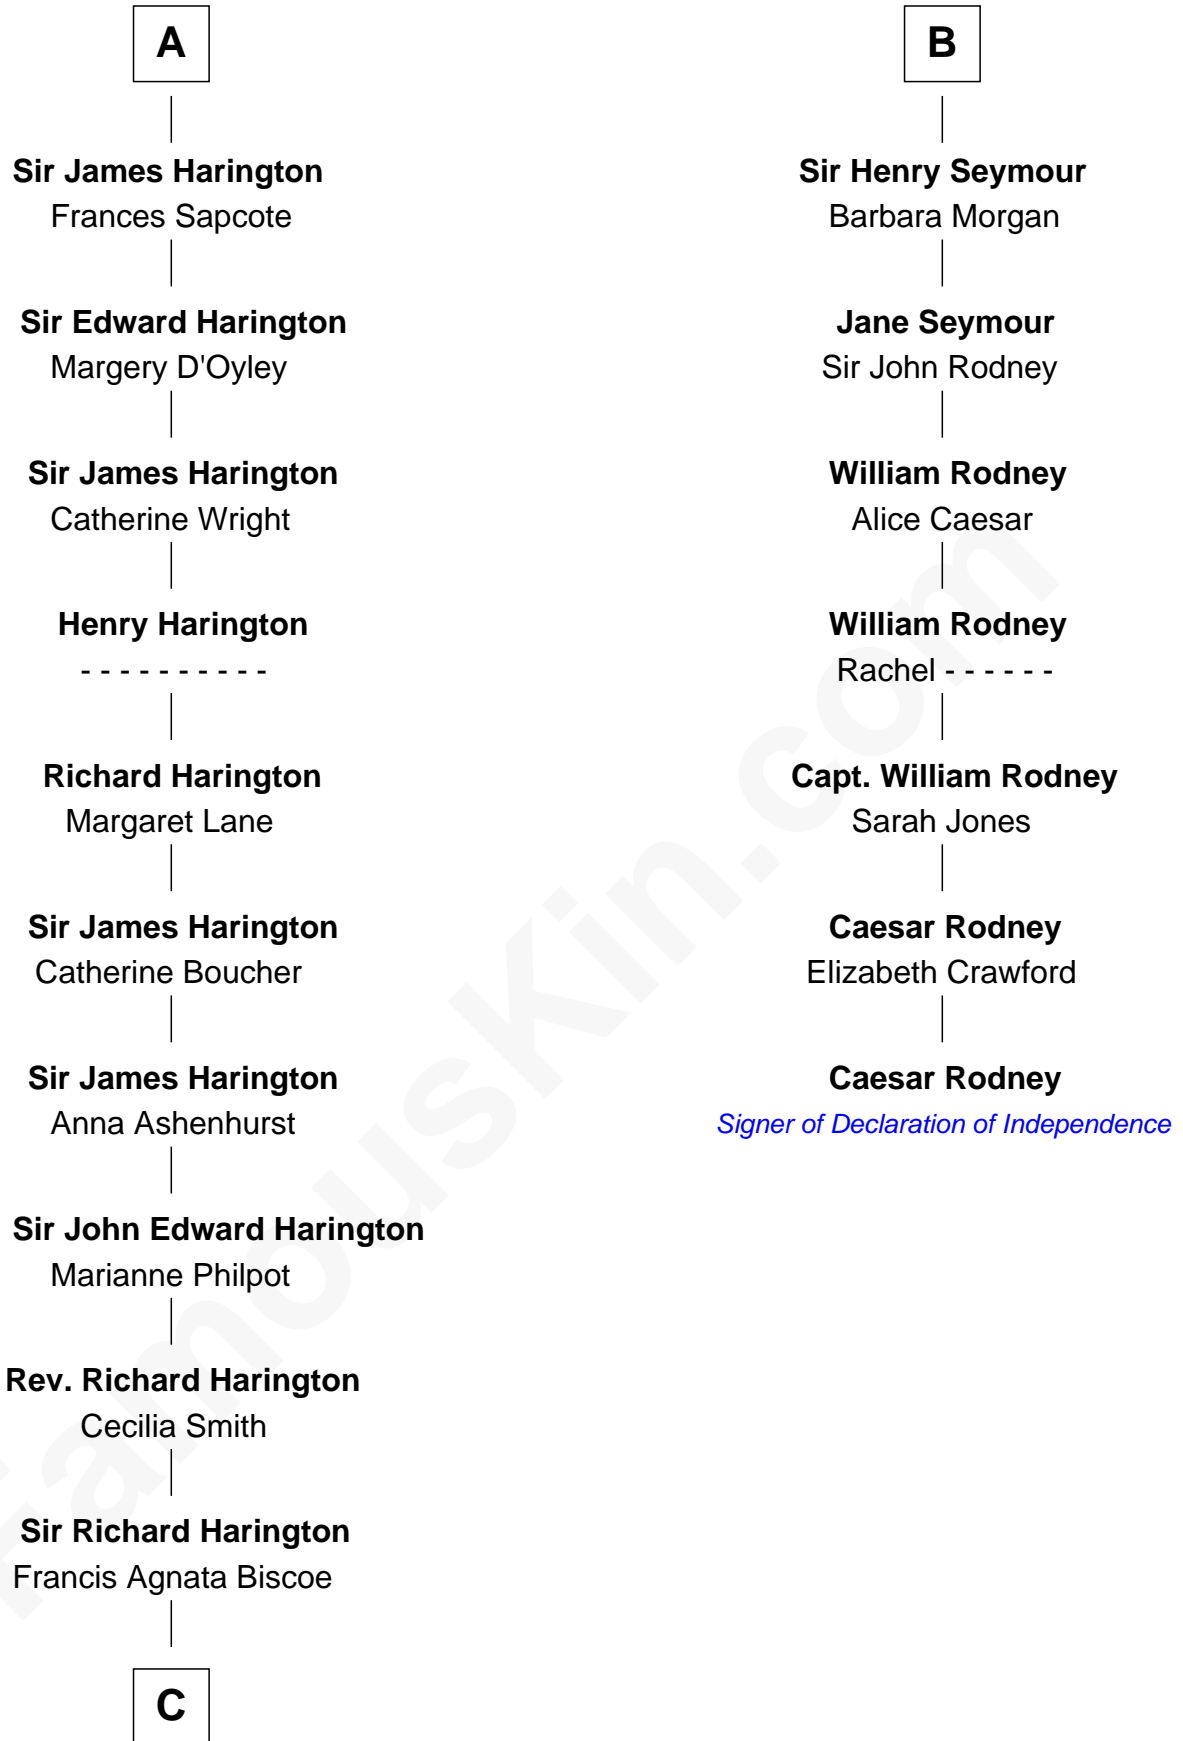 A
Sir James Harington
Frances Sapcote
Sir Edward Harington
Margery D'Oyley
Sir James Harington
Catherine Wright
Henry Harington
- - - - - - - - - -
Richard Harington
Margaret Lane
Sir James Harington
Catherine Boucher
Sir James Harington
Anna Ashenhurst
Sir John Edward Harington
Marianne Philpot
Rev. Richard Harington
Cecilia Smith
Sir Richard Harington
Francis Agnata Biscoe
C
B
Sir Henry Seymour
Barbara Morgan
Jane Seymour
Sir John Rodney
William Rodney
Alice Caesar
William Rodney
Rachel - - - - - -
Capt. William Rodney
Sarah Jones
Caesar Rodney
Elizabeth Crawford
Caesar Rodney
Signer of Declaration of Independence
FamousKin.com